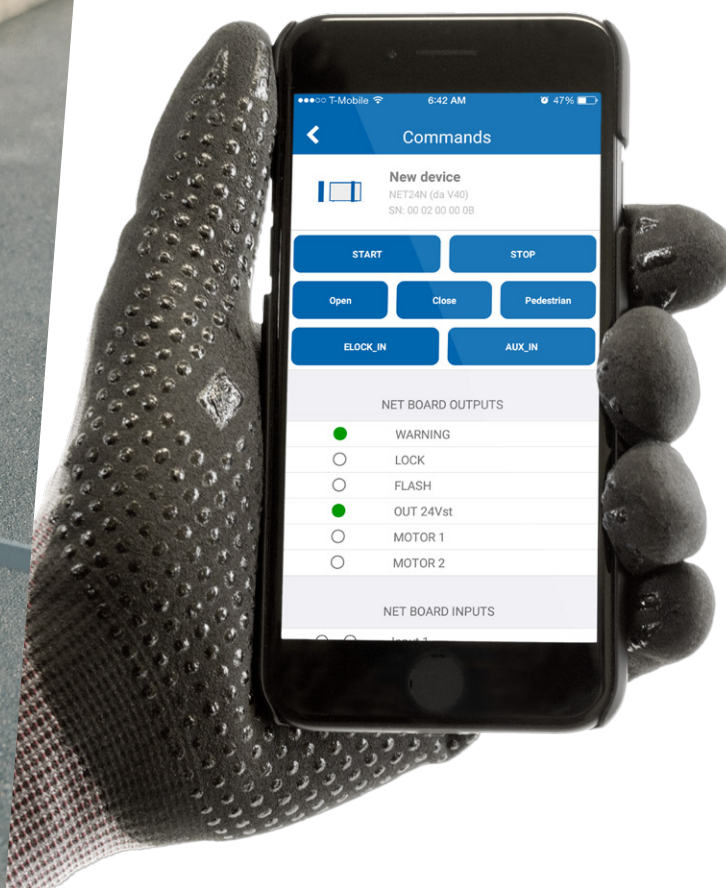 T-Mobile 6:42 AM 47%
Commands
New device
NET24N (da V40)
SN: 00 02 00 00 0B
START STOP
Open Close Pedestrian
ELOCK_IN AUX_IN
NET BOARD OUTPUTS
WARNING
LOCK
FLASH
OUT 24Vst
MOTOR 1
MOTOR 2
NET BOARD INPUTS
Input 1